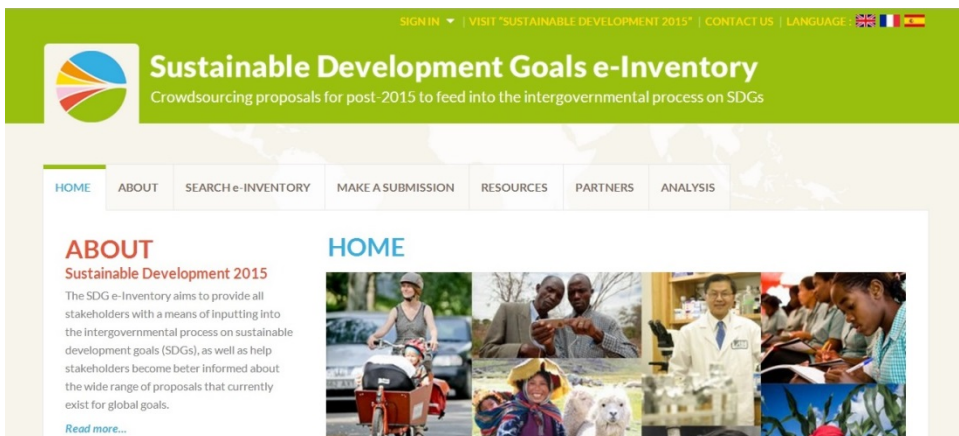 SIGN IN | VISIT "SUSTAINABLE DEVELOPMENT 2015" | CONTACT US | LANGUAGE :
Sustainable Development Goals e-Inventory
Crowdsourcing proposals for post-2015 to feed into the intergovernmental process on SDGs
HOME ABOUT SEARCH e-INVENTORY MAKE A SUBMISSION RESOURCES PARTNERS ANALYSIS
ABOUT
Sustainable Development 2015
The SDG e-Inventory aims to provide all
stakeholders with a means of inputting into
the intergovernmental process on sustainable
development goals (SDGs), as well as help
stakeholders become beter informed about
the wide range of proposals that currently
exist for global goals.
Read more...
HOME